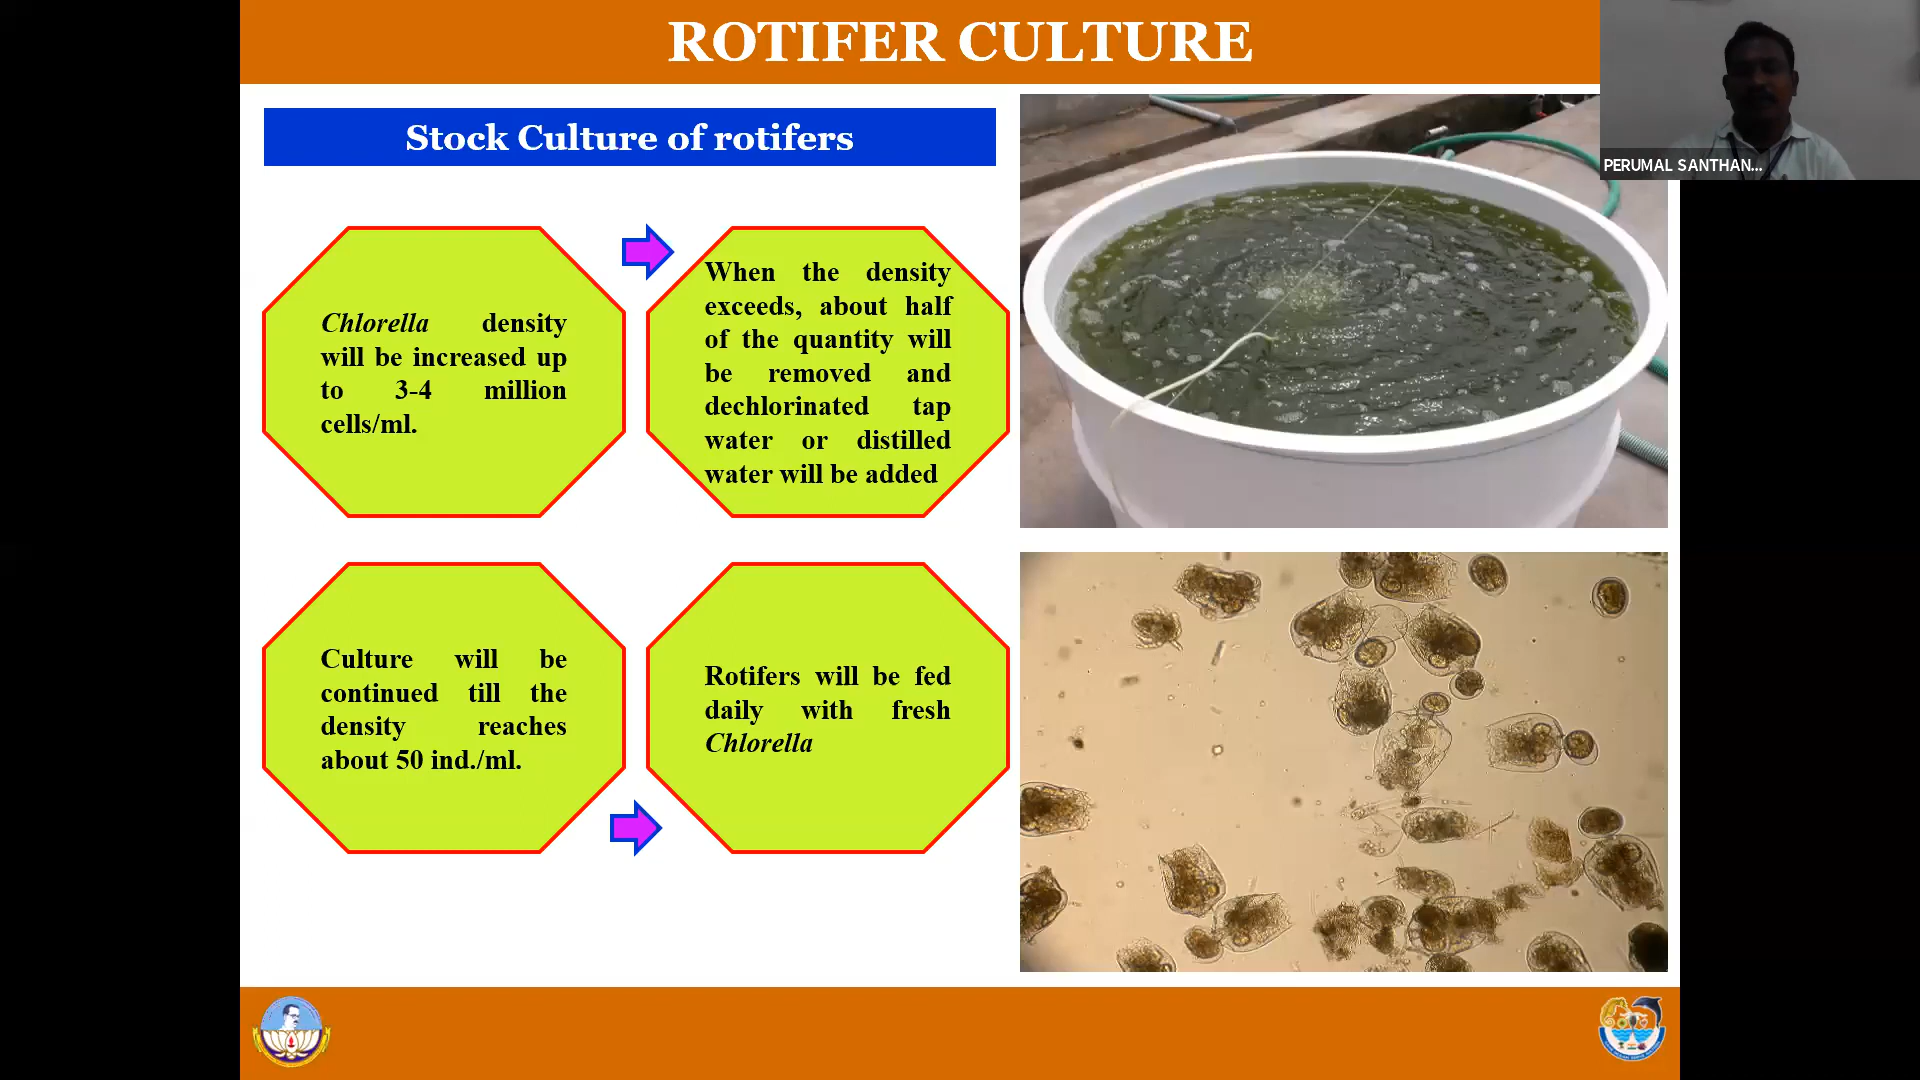 ROTIFER CULTURE
PERUMAL SANTHAN...
Stock Culture of rotifers
Chlorella density
will be increased up
to 3-4 million
cells/ml.
When the density
exceeds, about half
of the quantity will
be removed and
dechlorinated tap
water or distilled
water will be added
Culture will be
continued till the
density reaches
about 50 ind./ml.
Rotifers will be fed
daily with fresh
Chlorella